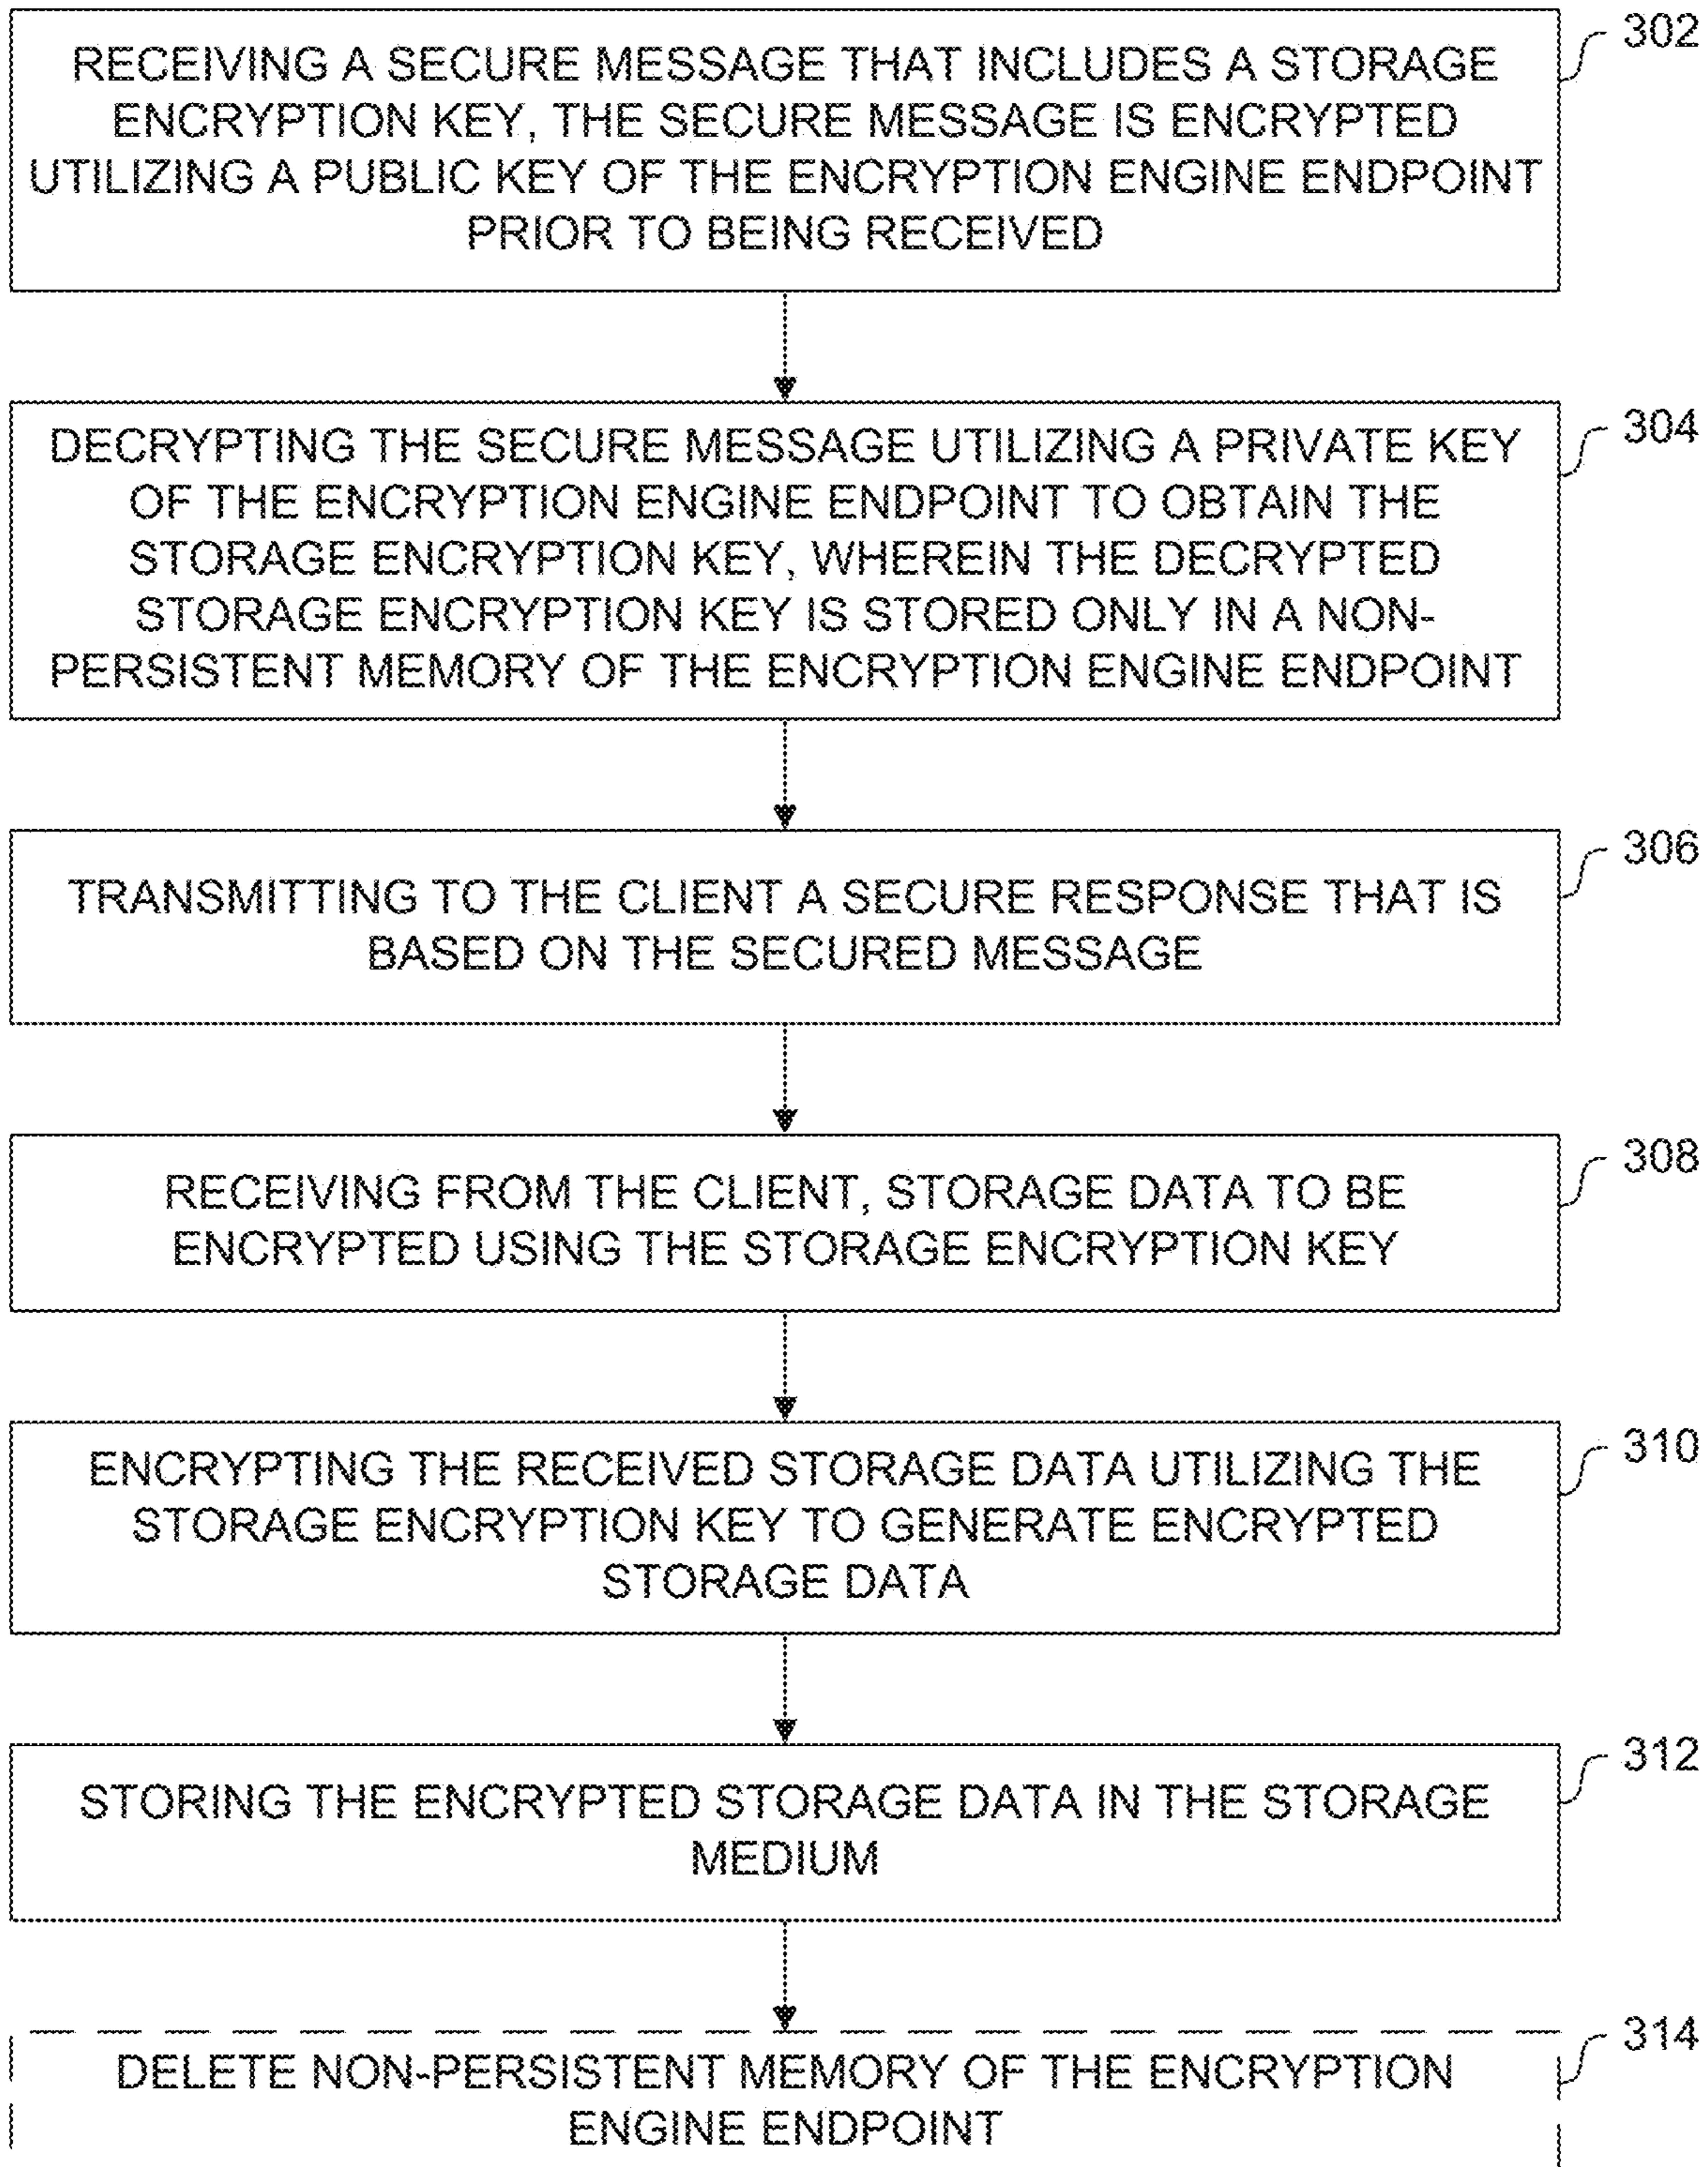 302
RECEIVING A SECURE MESSAGE THAT INCLUDES A STORAGE
ENCRYPTION KEY, THE SECURE MESSAGE IS ENCRYPTED
UTILIZING A PUBLIC KEY OF THE ENCRYPTION ENGINE ENDPOINT
PRIOR TO BEING RECEIVED
304
DECRYPTING THE SECURE MESSAGE UTILIZING A PRIVATE KEY
OF THE ENCRYPTION ENGINE ENDPOINT TO OBTAIN THE
STORAGE ENCRYPTION KEY, WHEREIN THE DECRYPTED
STORAGE ENCRYPTION KEY IS STORED ONLY IN A NON-
PERSISTENT MEMORY OF THE ENCRYPTION ENGINE ENDPOINT
306
TRANSMITTING TO THE CLIENT A SECURE RESPONSE THAT IS
BASED ON THE SECURED MESSAGE
308
RECEIVING FROM THE CLIENT, STORAGE DATA TO BE
ENCRYPTED USING THE STORAGE ENCRYPTION KEY
310
ENCRYPTING THE RECEIVED STORAGE DATA UTILIZING THE
STORAGE ENCRYPTION KEY TO GENERATE ENCRYPTED
STORAGE DATA
312
STORING THE ENCRYPTED STORAGE DATA IN THE STORAGE
MEDIUM
314
DELETE NON-PERSISTENT MEMORY OF THE ENCRYPTION
ENGINE ENDPOINT